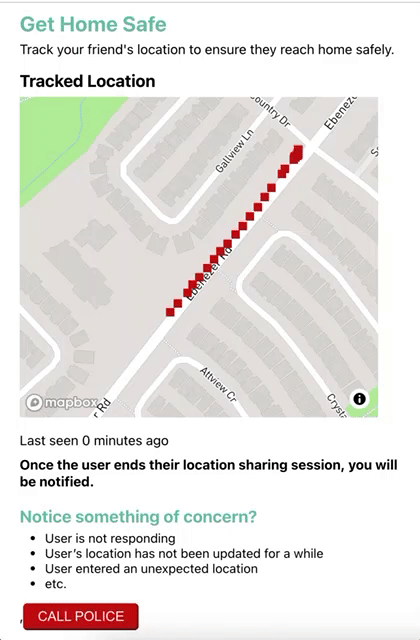 Get Home Safe
Track your friend's location to ensure they reach home safely.
Tracked Location
Country Dr
Ebenezer
Gallview Ln
S
Ebenezer Rd
Attview Cr
Crysta
r Rd
mapbox
i
Last seen 0 minutes ago
Once the user ends their location sharing session, you will
be notified.
Notice something of concern?
• User is not responding
• User’s location has not been updated for a while
• User entered an unexpected location
• etc.
, CALL POLICE